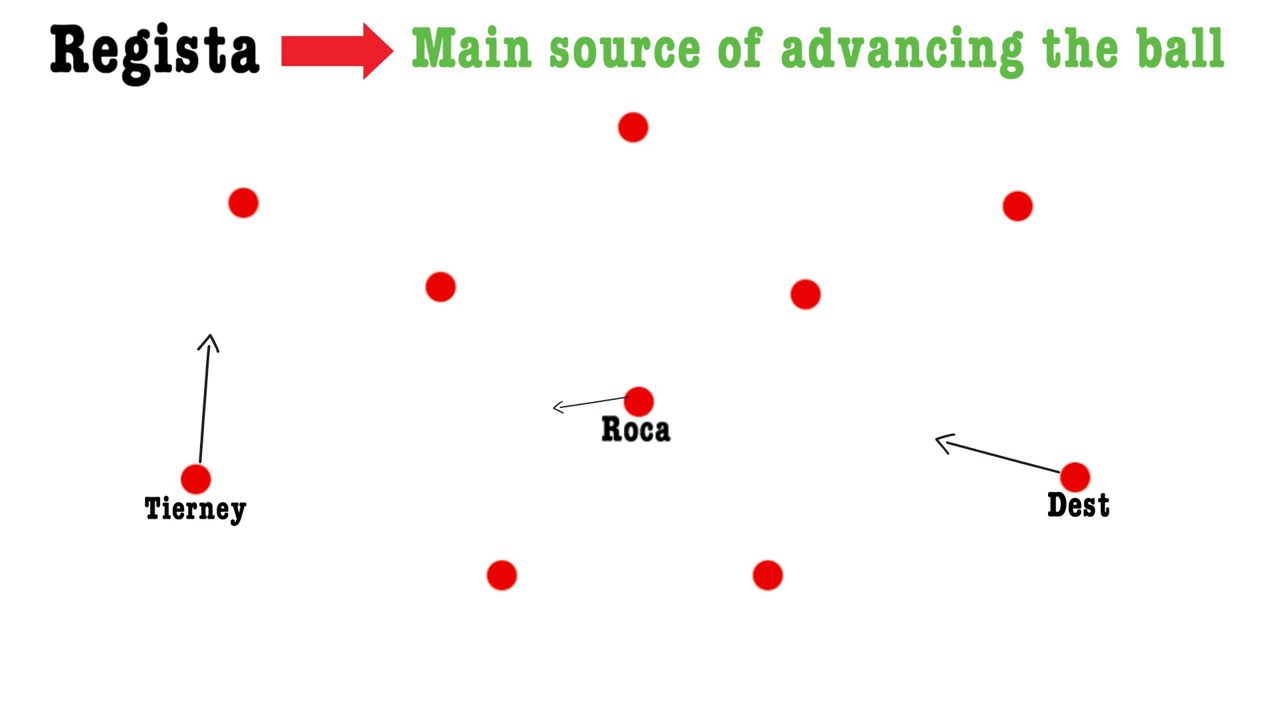 Regista Main source of advancing the ball
Roca
Tierney
Dest